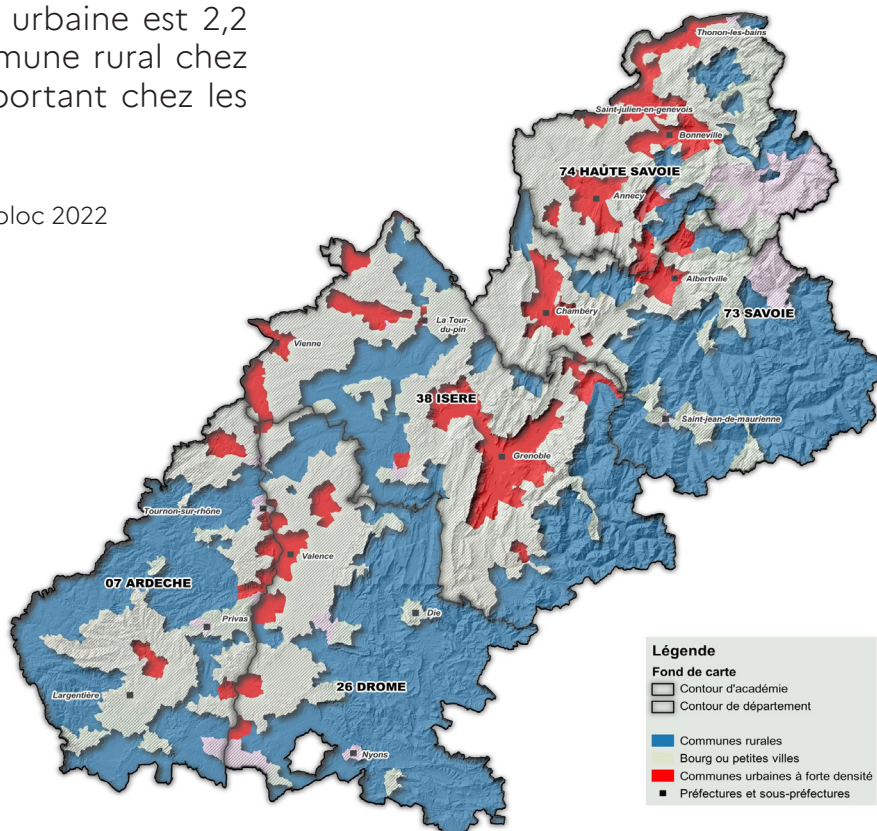 urbaine est 2,2
mune rural chez
portant chez les
oloc 2022
Thonon-les-bains
Saint-julien-en-genevois
Bonneville
74 HAUTE SAVOIE
Annecy
Albertville
Chambéry
73 SAVOIE
La Tour-
du-pin
Vienne
38 ISERE
Saint-jean-de-maurienne
Grenoble
Tournon-sur-rhône
Valence
07 ARDECHE
Die
Privas
26 DROME
Largentière
Nyons
Légende
Fond de carte
Contour d'académie
Contour de département
Communes rurales
Bourg ou petites villes
Communes urbaines à forte densité
Préfectures et sous-préfectures